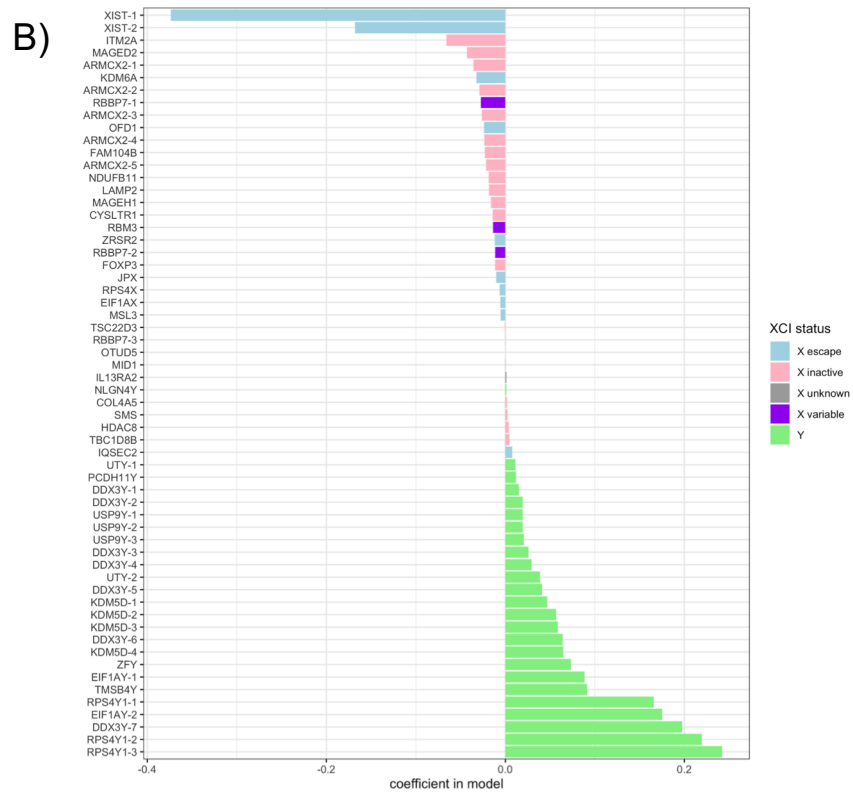 B)
XIST-1
XIST-2
ITM2A
MAGED2
ARMCX2-1
KDM6A
ARMCX2-2
RBBP7-1
ARMCX2-3
OFD1
ARMCX2-4
FAM104B
ARMCX2-5
NDUFB11
LAMP2
MAGEH1
CYSLTR1
RBM3
ZRSR2
RBBP7-2
FOXP3
JPX
RPS4X
EIF1AX
MSL3
TSC22D3
RBBP7-3
OTUD5
MID1
IL13RA2
NLGN4Y
COL4A5
SMS
HDAC8
TBC1D8B
IQSEC2
UTY-1
PCDH11Y
DDX3Y-1
DDX3Y-2
USP9Y-1
USP9Y-2
USP9Y-3
DDX3Y-3
DDX3Y-4
UTY-2
DDX3Y-5
KDM5D-1
KDM5D-2
KDM5D-3
DDX3Y-6
KDM5D-4
ZFY
EIF1AY-1
TMSB4Y
RPS4Y1-1
EIF1AY-2
DDX3Y-7
RPS4Y1-2
RPS4Y1-3
-0.4 -0.2 0.0 0.2
coefficient in model
XCI status
X escape
X inactive
X unknown
X variable
Y